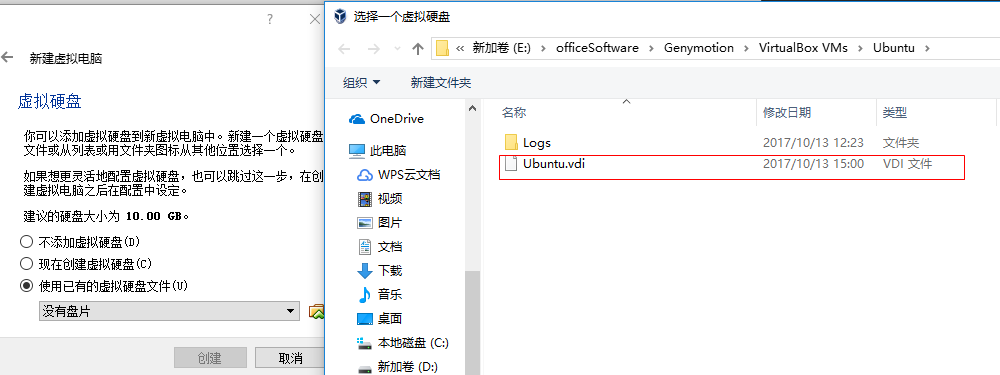 ?
新建虚拟电脑
虚拟硬盘
你可以添加虚拟硬盘到新虚拟电脑中。新建一个虚拟硬盘
文件或从列表或用文件夹图标从其他位置选择一个。
如果想更灵活地配置虚拟硬盘，也可以跳过这一步，在创
建虚拟电脑之后在配置中设定。
建议的硬盘大小为 10.00 GB。
不添加虚拟硬盘(D)
现在创建虚拟硬盘(C)
使用已有的虚拟硬盘文件(U)
没有盘片
创建
取消
选择一个虚拟硬盘
« 新加卷 (E:) › officeSoftware › Genymotion › VirtualBox VMs › Ubuntu ›
组织 新建文件夹
OneDrive
此电脑
WPS云文档
视频
图片
文档
下载
音乐
桌面
本地磁盘 (C:)
新加卷 (D:)
名称 修改日期 类型
Logs 2017/10/13 12:23 文件夹
Ubuntu.vdi 2017/10/13 15:00 VDI 文件